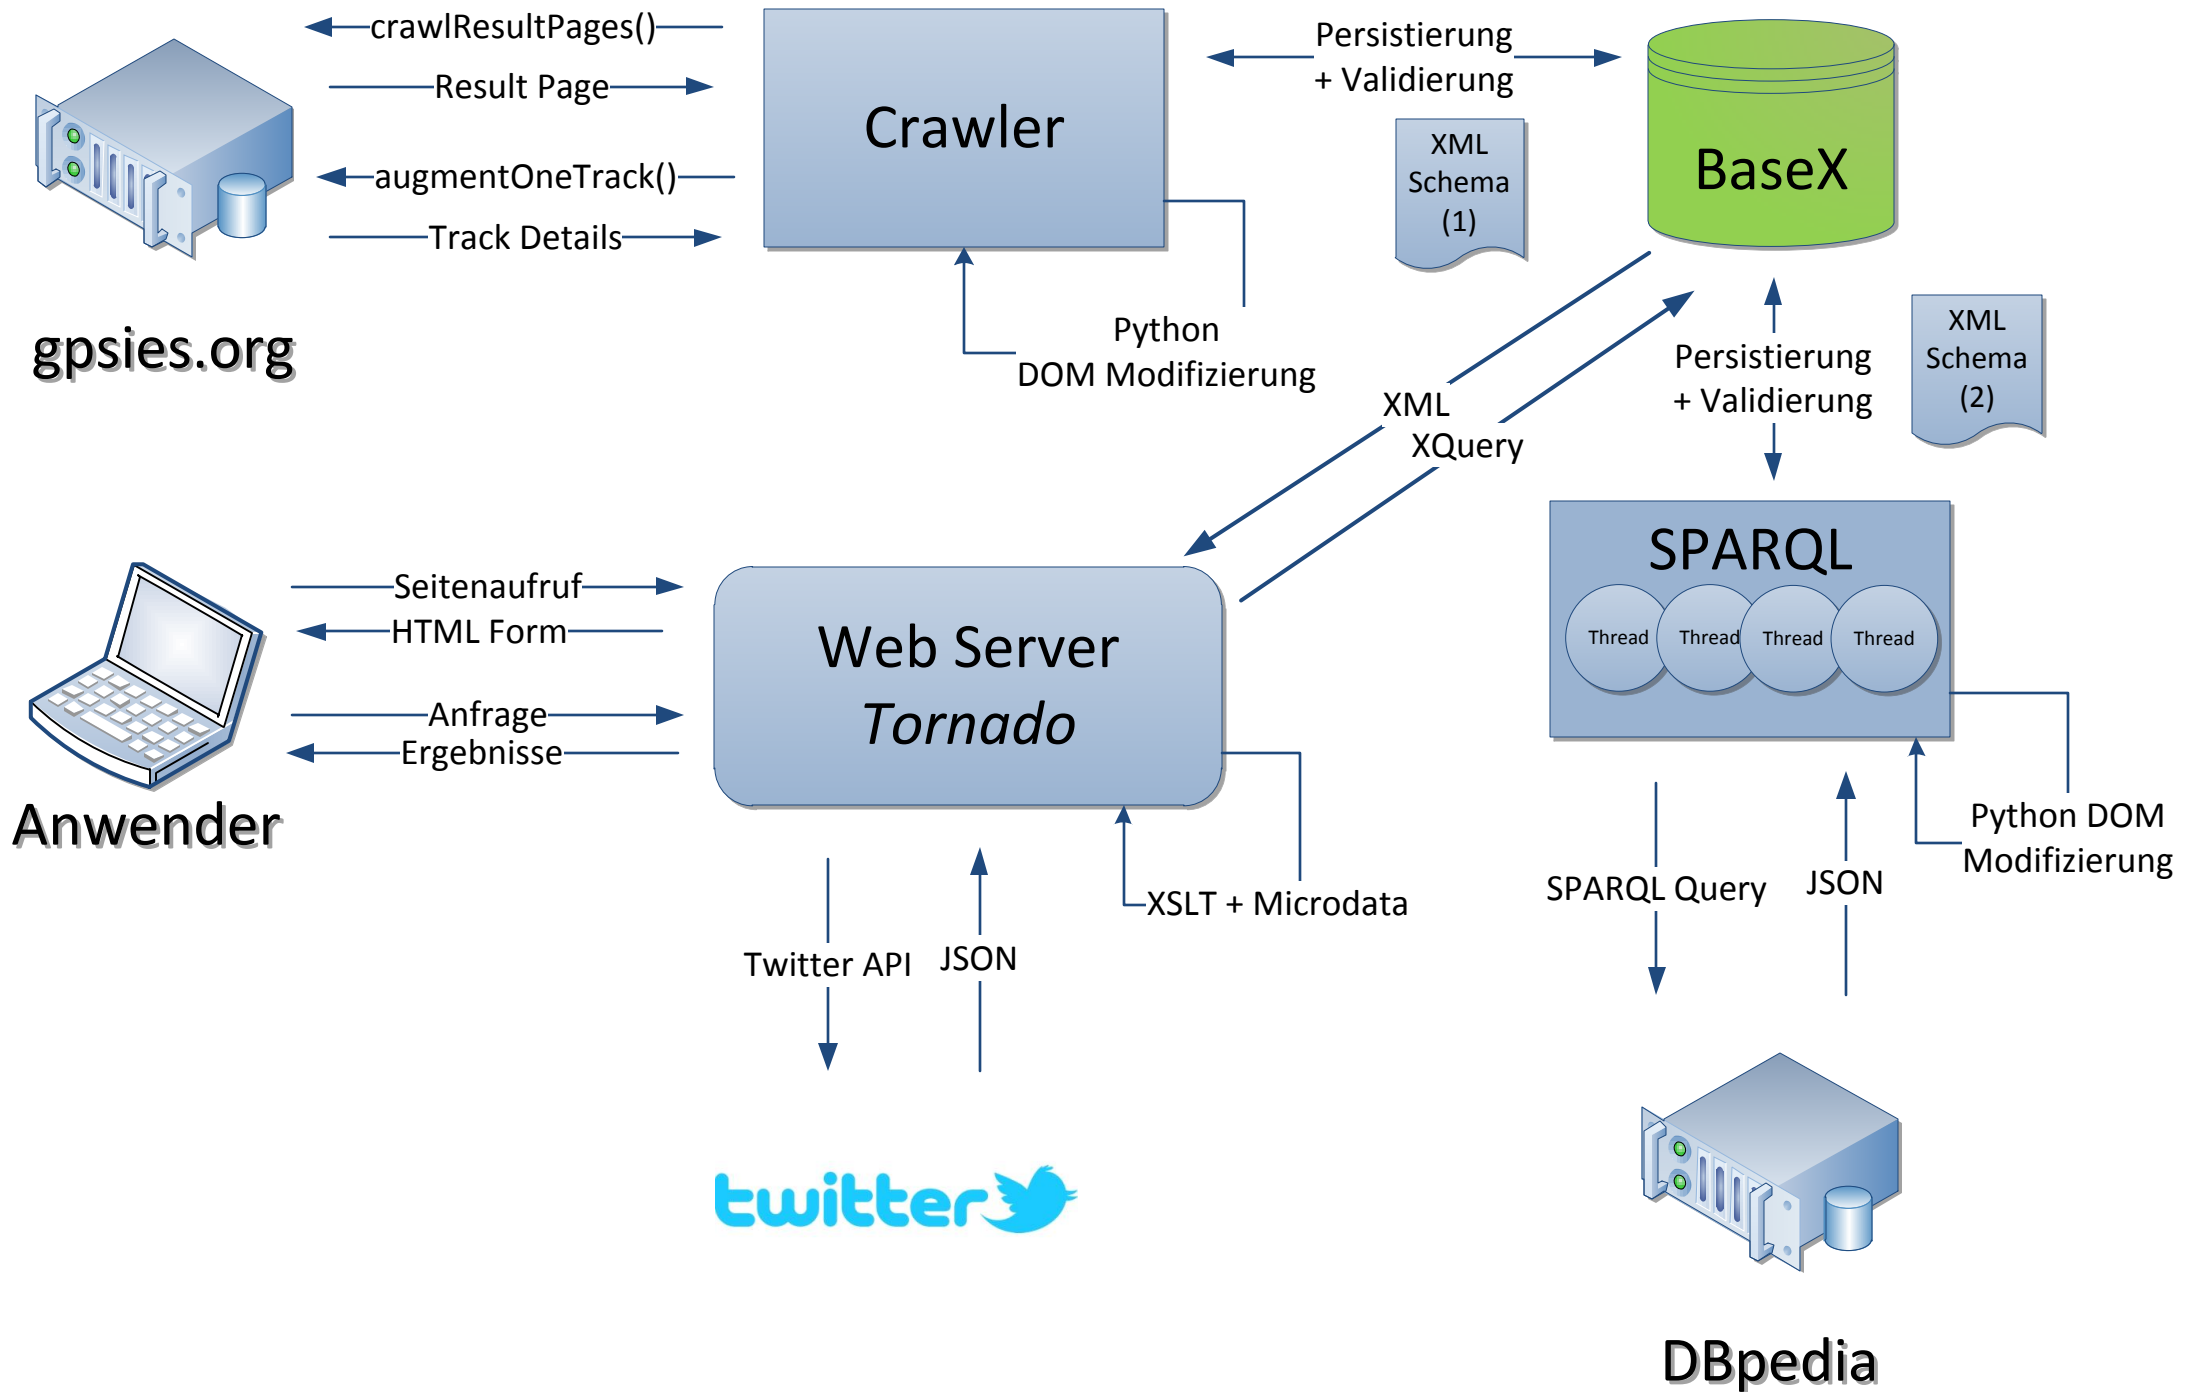 crawlResultPages()
Result Page
augmentOneTrack()
Track Details
gpsies.org
Crawler
Python
DOM Modifizierung
Persistierung
+ Validierung
XML
Schema
(1)
BaseX
XML
XQuery
Persistierung
+ Validierung
XML
Schema
(2)
SPARQL
Thread
Thread
Thread
Thread
Python DOM
Modifizierung
SPARQL Query
JSON
DBpedia
Seitenaufruf
HTML Form
Anfrage
Ergebnisse
Anwender
Web Server
Tornado
XSLT + Microdata
Twitter API
JSON
twitter